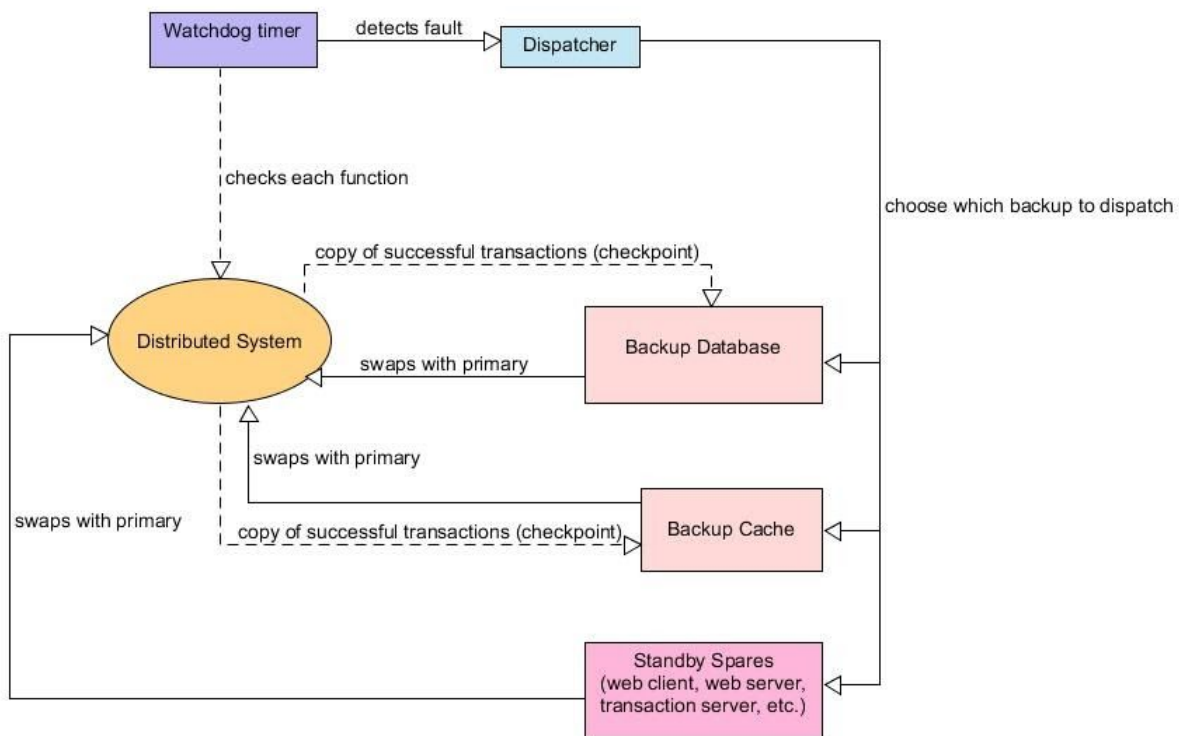 Watchdog timer
detects fault
Dispatcher
checks each function
choose which backup to dispatch
copy of successful transactions (checkpoint)
Distributed System
Backup Database
swaps with primary
swaps with primary
swaps with primary
copy of successful transactions (checkpoint)
Backup Cache
Standby Spares
(web client, web server,
transaction server, etc.)